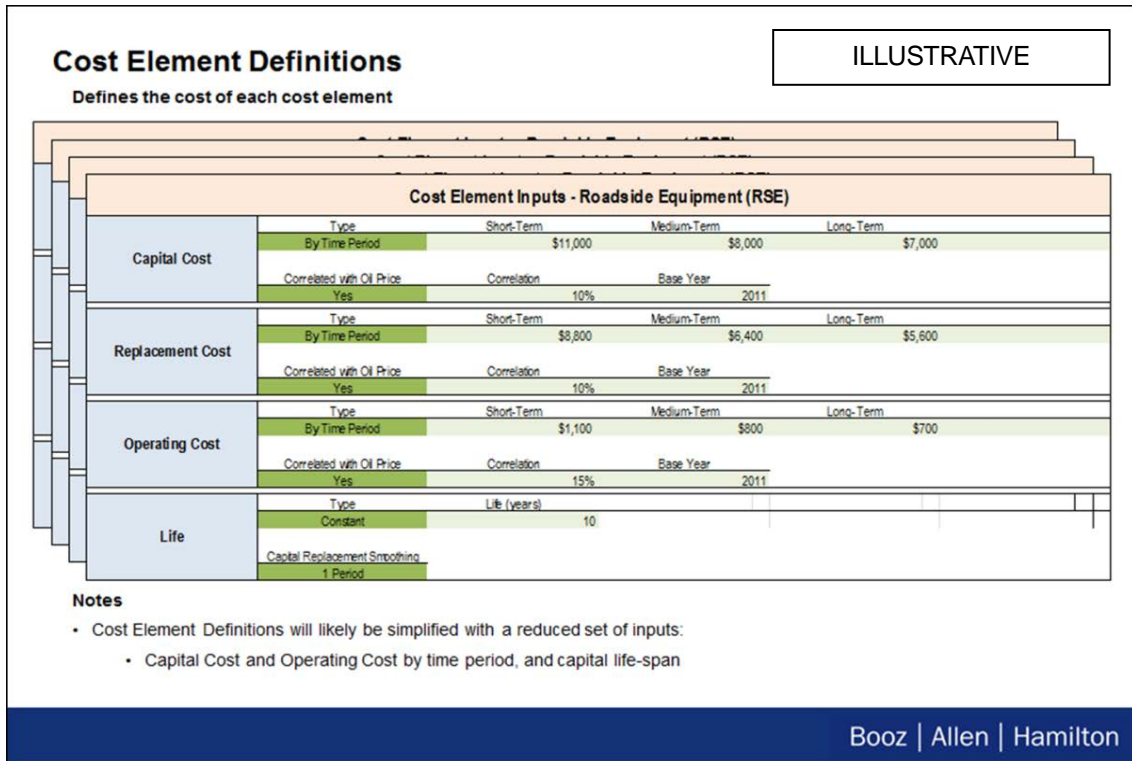 Cost Element Definitions
ILLUSTRATIVE
Defines the cost of each cost element
Cost Element Inputs - Roadside Equipment (RSE)
Capital Cost
Type Short-Term Medium-Term Long-Term
By Time Period $11,000 $8,000 $7,000
Correlated with Oil Price Correlation Base Year
Yes 10% 2011
Replacement Cost
Type Short-Term Medium-Term Long-Term
By Time Period $8,800 $6,400 $5,600
Correlated with Oil Price Correlation Base Year
Yes 10% 2011
Operating Cost
Type Short-Term Medium-Term Long-Term
By Time Period $1,100 $800 $700
Correlated with Oil Price Correlation Base Year
Yes 15% 2011
Life
Type Life (years)
Constant 10
Capital Replacement Smoothing
1 Period
Notes
• Cost Element Definitions will likely be simplified with a reduced set of inputs:
• Capital Cost and Operating Cost by time period, and capital life-span
Booz | Allen | Hamilton